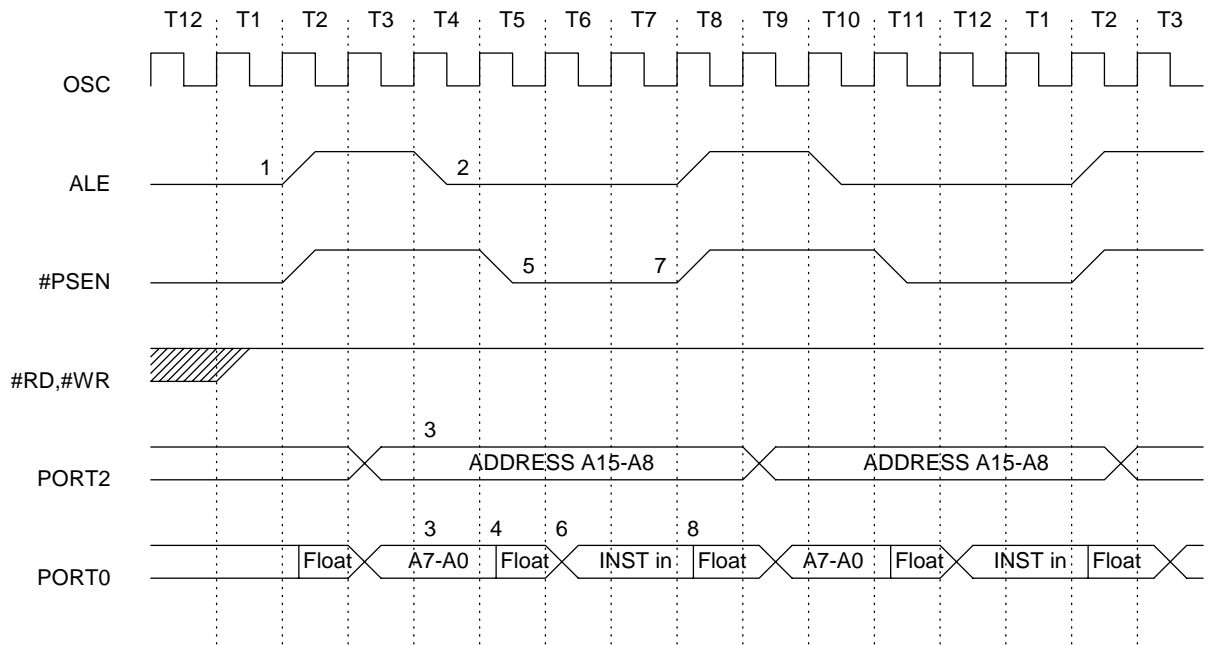 T12 T1 T2 T3 T4 T5 T6 T7 T8 T9 T10 T11 T12 T1 T2 T3
OSC
1 2
ALE
5 7
#PSEN
#RD,#WR
3
ADDRESS A15-A8 ADDRESS A15-A8
PORT2
3 4 6 8
Float A7-A0 Float INST in Float A7-A0 Float INST in Float
PORT0